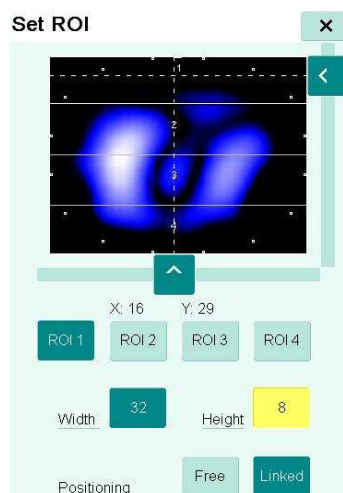 Set ROI
1
2
3
4
X: 16 Y: 29
ROI 1 ROI 2 ROI 3 ROI 4
Width 32 Height 8
Positioning Free Linked